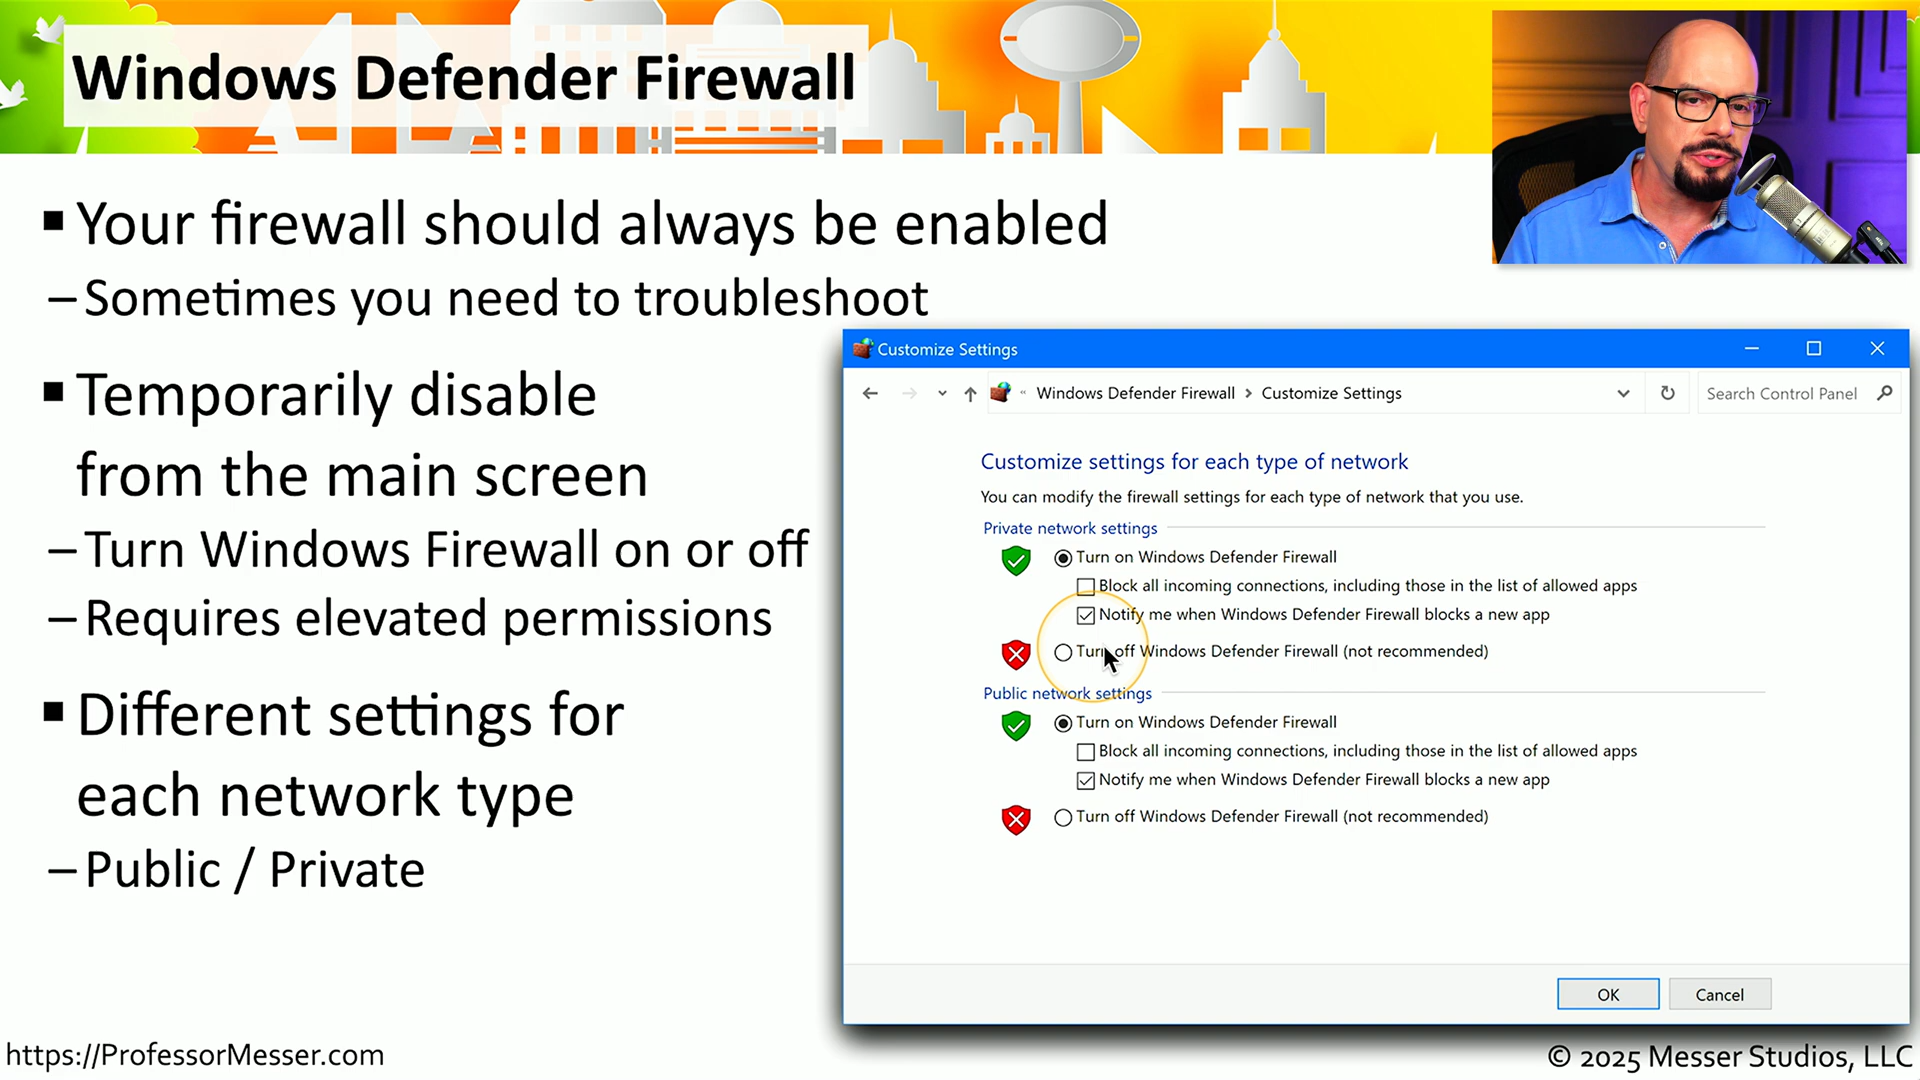 Windows Defender Firewall
▪ Your firewall should always be enabled
– Sometimes you need to troubleshoot
▪ Temporarily disable
from the main screen
– Turn Windows Firewall on or off
– Requires elevated permissions
▪ Different settings for
each network type
– Public / Private
Customize Settings
Windows Defender Firewall > Customize Settings
Search Control Panel
Customize settings for each type of network
You can modify the firewall settings for each type of network that you use.
Private network settings
Turn on Windows Defender Firewall
Block all incoming connections, including those in the list of allowed apps
Notify me when Windows Defender Firewall blocks a new app
Turn off Windows Defender Firewall (not recommended)
Public network settings
Turn on Windows Defender Firewall
Block all incoming connections, including those in the list of allowed apps
Notify me when Windows Defender Firewall blocks a new app
Turn off Windows Defender Firewall (not recommended)
OK
Cancel
https://ProfessorMesser.com
© 2025 Messer Studios, LLC